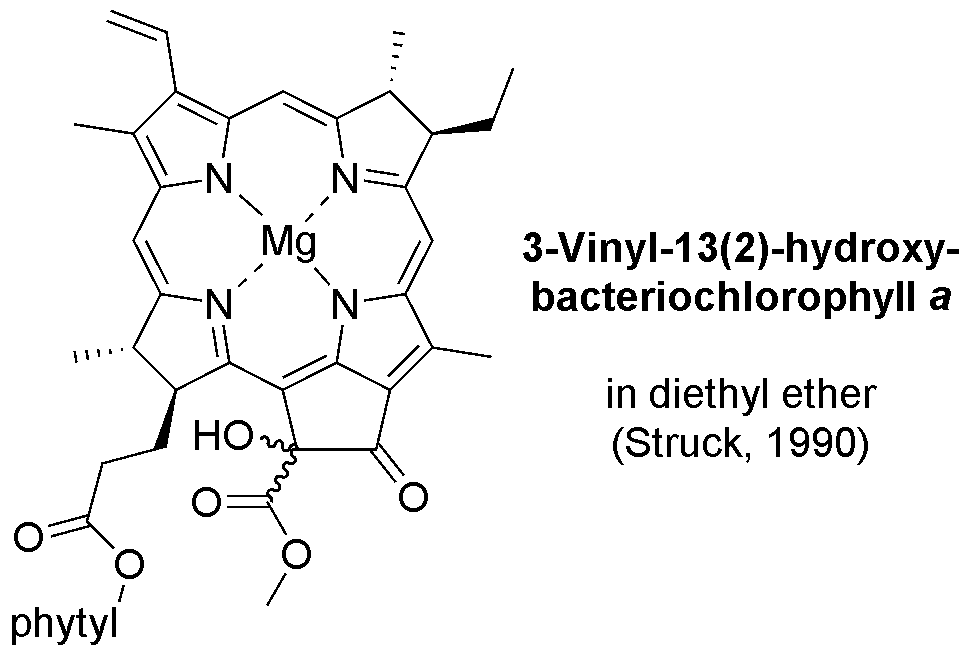 N
N
Mg
N
N
HO
O
O
O
O
O
phytyl
3-Vinyl-13(2)-hydroxy-
bacteriochlorophyll a
in diethyl ether
(Struck, 1990)